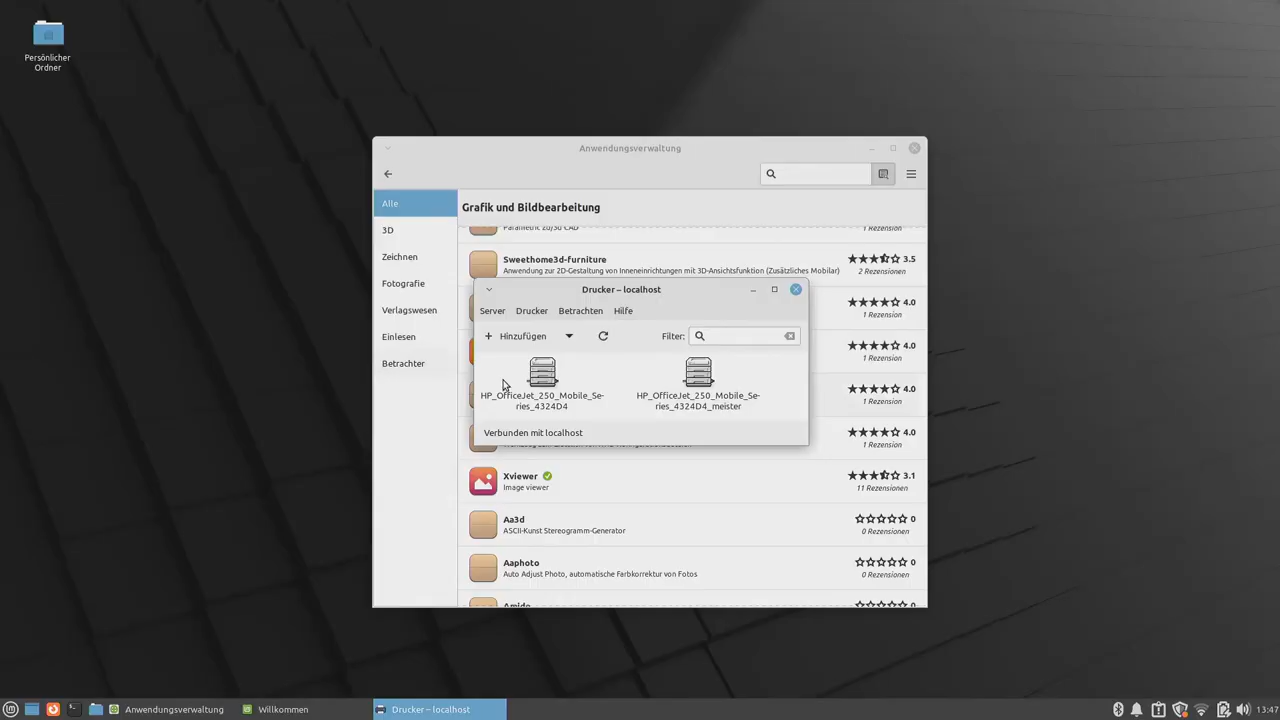 Persönlicher
Ordner
Anwendungsverwaltung
Alle
3D
Zeichnen
Fotografie
Verlagswesen
Einlesen
Betrachter
Grafik und Bildbearbeitung
Parametric 2d/3d CAD
1 Rezension
Sweethome3d-furniture
3.5
Anwendung zur 2D-Gestaltung von Inneneinrichtungen mit 3D-Ansichtsfunktion (Zusätzliches Mobilar)
2 Rezensionen
4.0
1 Rezension
4.0
1 Rezension
4.0
1 Rezension
4.0
1 Rezension
Drucker – localhost
Server Drucker Betrachten Hilfe
Hinzufügen
Filter:
HP_OfficeJet_250_Mobile_Se-
ries_4324D4
HP_OfficeJet_250_Mobile_Se-
ries_4324D4_meister
Verbunden mit localhost
Xviewer
3.1
Image viewer
11 Rezensionen
Aa3d
0
ASCII-Kunst Stereogramm-Generator
0 Rezensionen
Aaphoto
0
Auto Adjust Photo, automatische Farbkorrektur von Fotos
0 Rezensionen
0
Anwendungsverwaltung
Willkommen
Drucker – localhost
13:47